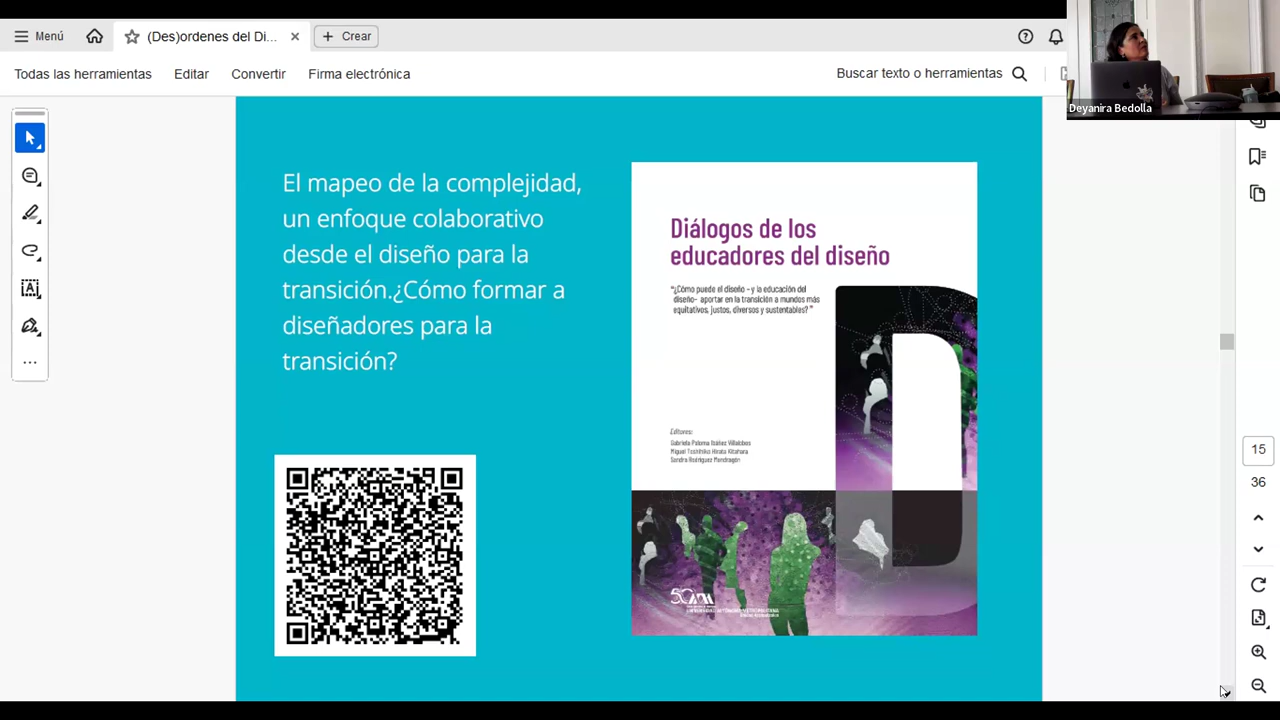 Menú
(Des)ordenes del Di...
Crear
Todas las herramientas
Editar
Convertir
Firma electrónica
Buscar texto o herramientas
Deyanira Bedolla
El mapeo de la complejidad,
un enfoque colaborativo
desde el diseño para la
transición.¿Cómo formar a
diseñadores para la
transición?
Diálogos de los
educadores del diseño
"¿Cómo puede el diseño - y la educación del
diseño- aportar en la transición a mundos más
equitativos, justos, diversos y sustentables? "
Editores:
Gabriela Paloma Ibáñez Villalobos
Miguel Toshihiko Hirata Kitahara
Sandra Rodríguez Mondragón
50
15
36